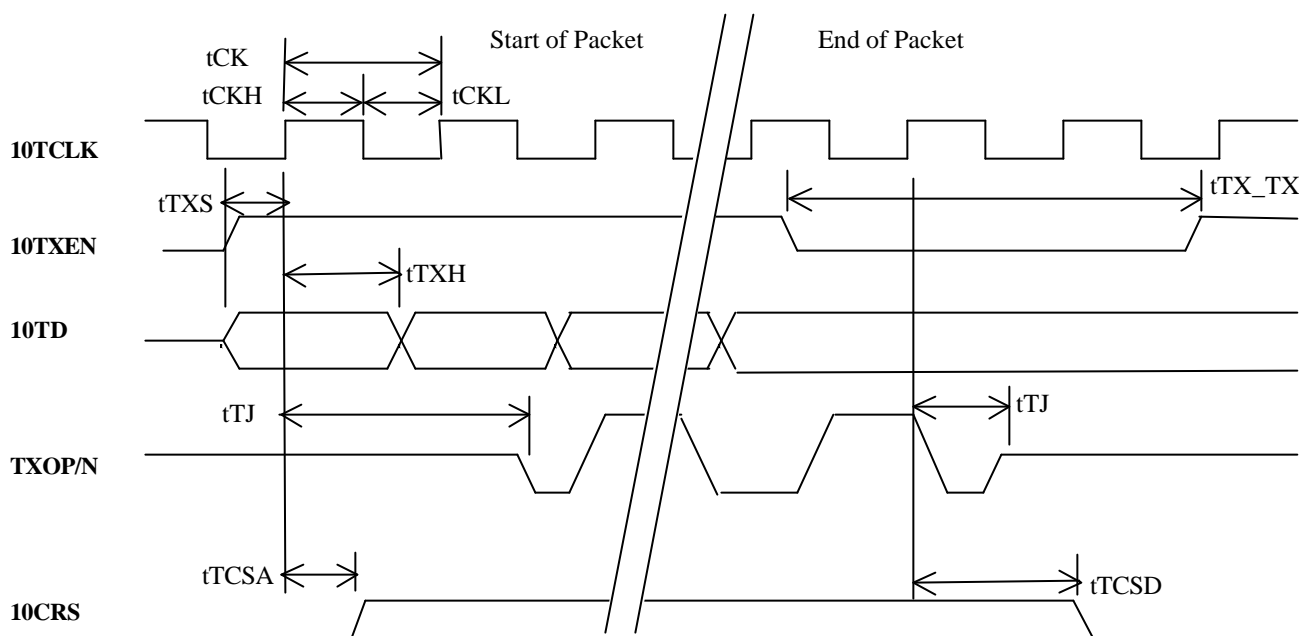 Start of Packet
End of Packet
tCK
tCKH
tCKL
10TCLK
tTXS
tTX_TX
10TXEN
tTXH
10TD
tTJ
tTJ
TXOP/N
tTCSA
tTCSD
10CRS